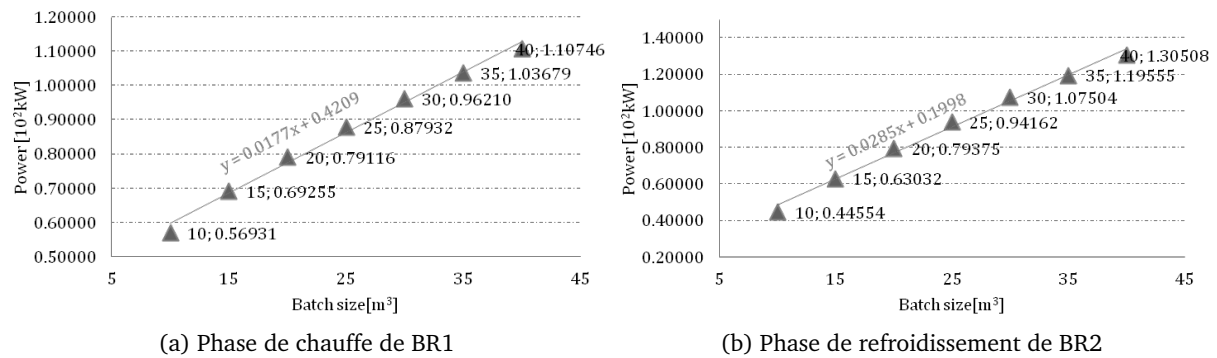 1.20000
1.10000
1.00000
0.90000
0.80000
0.70000
0.60000
0.50000
Power [10²kW]
y = 0.0177x + 0.4209
40; 1.10746
35; 1.03679
30; 0.96210
25; 0.87932
20; 0.79116
15; 0.69255
10; 0.56931
5 15 25 35 45
Batch size[m³]
(a) Phase de chauffe de BR1
1.40000
1.20000
1.00000
0.80000
0.60000
0.40000
0.20000
Power [10²kW]
y = 0.0285x + 0.1998
40; 1.30508
35; 1.19555
30; 1.07504
25; 0.94162
20; 0.79375
15; 0.63032
10; 0.44554
5 15 25 35 45
Batch size[m³]
(b) Phase de refroidissement de BR2